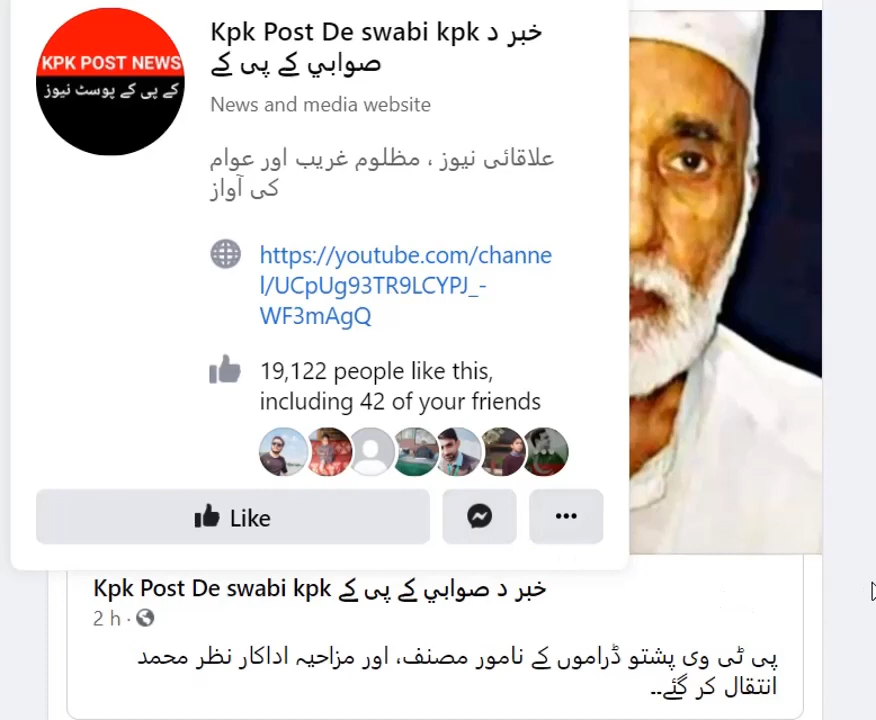 KPK POST NEWS
کے پی کے پوسٹ نیوز
Kpk Post De swabi kpk خبر د
صوابي کے پی کے
News and media website
علاقائی نیوز ، مظلوم غریب اور عوام
کی آواز
https://youtube.com/channe
l/UCpUg93TR9LCYPJ_-
WF3mAgQ
19,122 people like this,
including 42 of your friends
Like
Kpk Post De swabi kpk خبر د صوابي کے پی کے
2 h ·
پی ٹی وی پشتو ڈراموں کے نامور مصنف، اور مزاحیہ اداکار نظر محمد
انتقال کر گئے۔۔